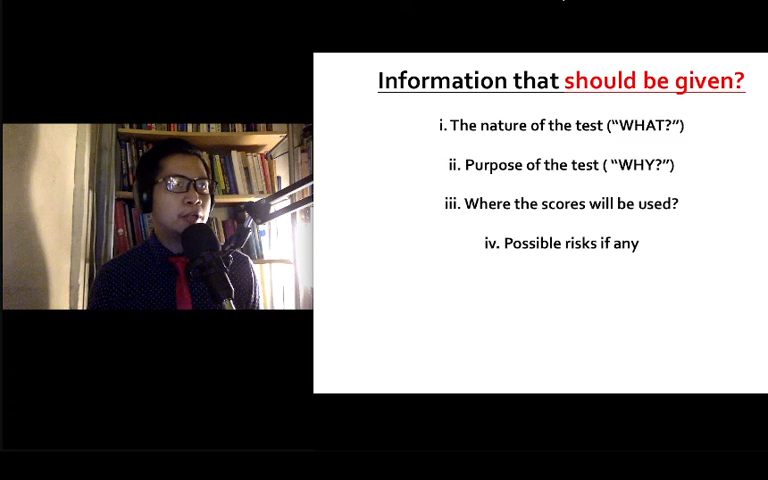 Information that should be given?
i. The nature of the test (“WHAT?”)
ii. Purpose of the test ( “WHY?”)
iii. Where the scores will be used?
iv. Possible risks if any